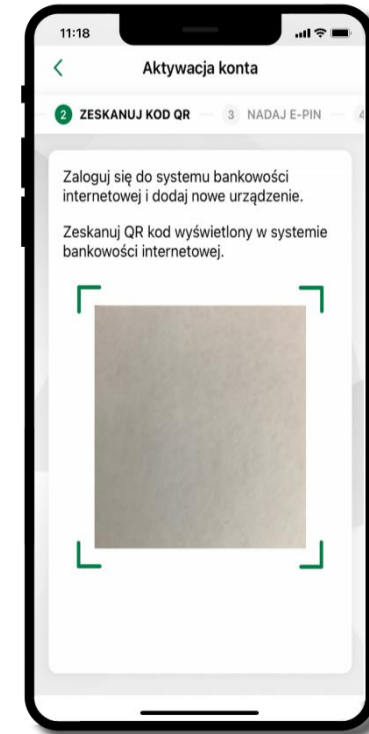 11:18
Aktywacja konta
2 ZESKANUJ KOD QR 3 NADAJ E-PIN 4
Zaloguj się do systemu bankowości
internetowej i dodaj nowe urządzenie.
Zeskanuj QR kod wyświetlony w systemie
bankowości internetowej.